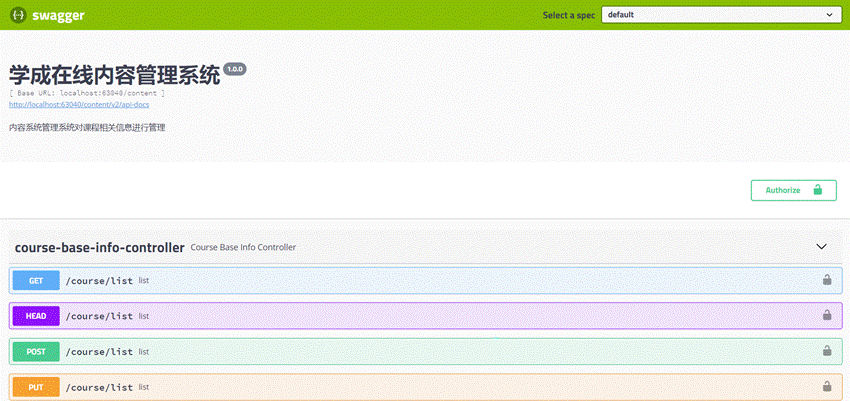 swagger
Select a spec default
学成在线内容管理系统 1.0.0
[ Base URL: localhost:63040/content ]
http://localhost:63040/content/v2/api-docs
内容系统管理系统对课程相关信息进行管理
Authorize
course-base-info-controller Course Base Info Controller
GET /course/list list
HEAD /course/list list
POST /course/list list
PUT /course/list list